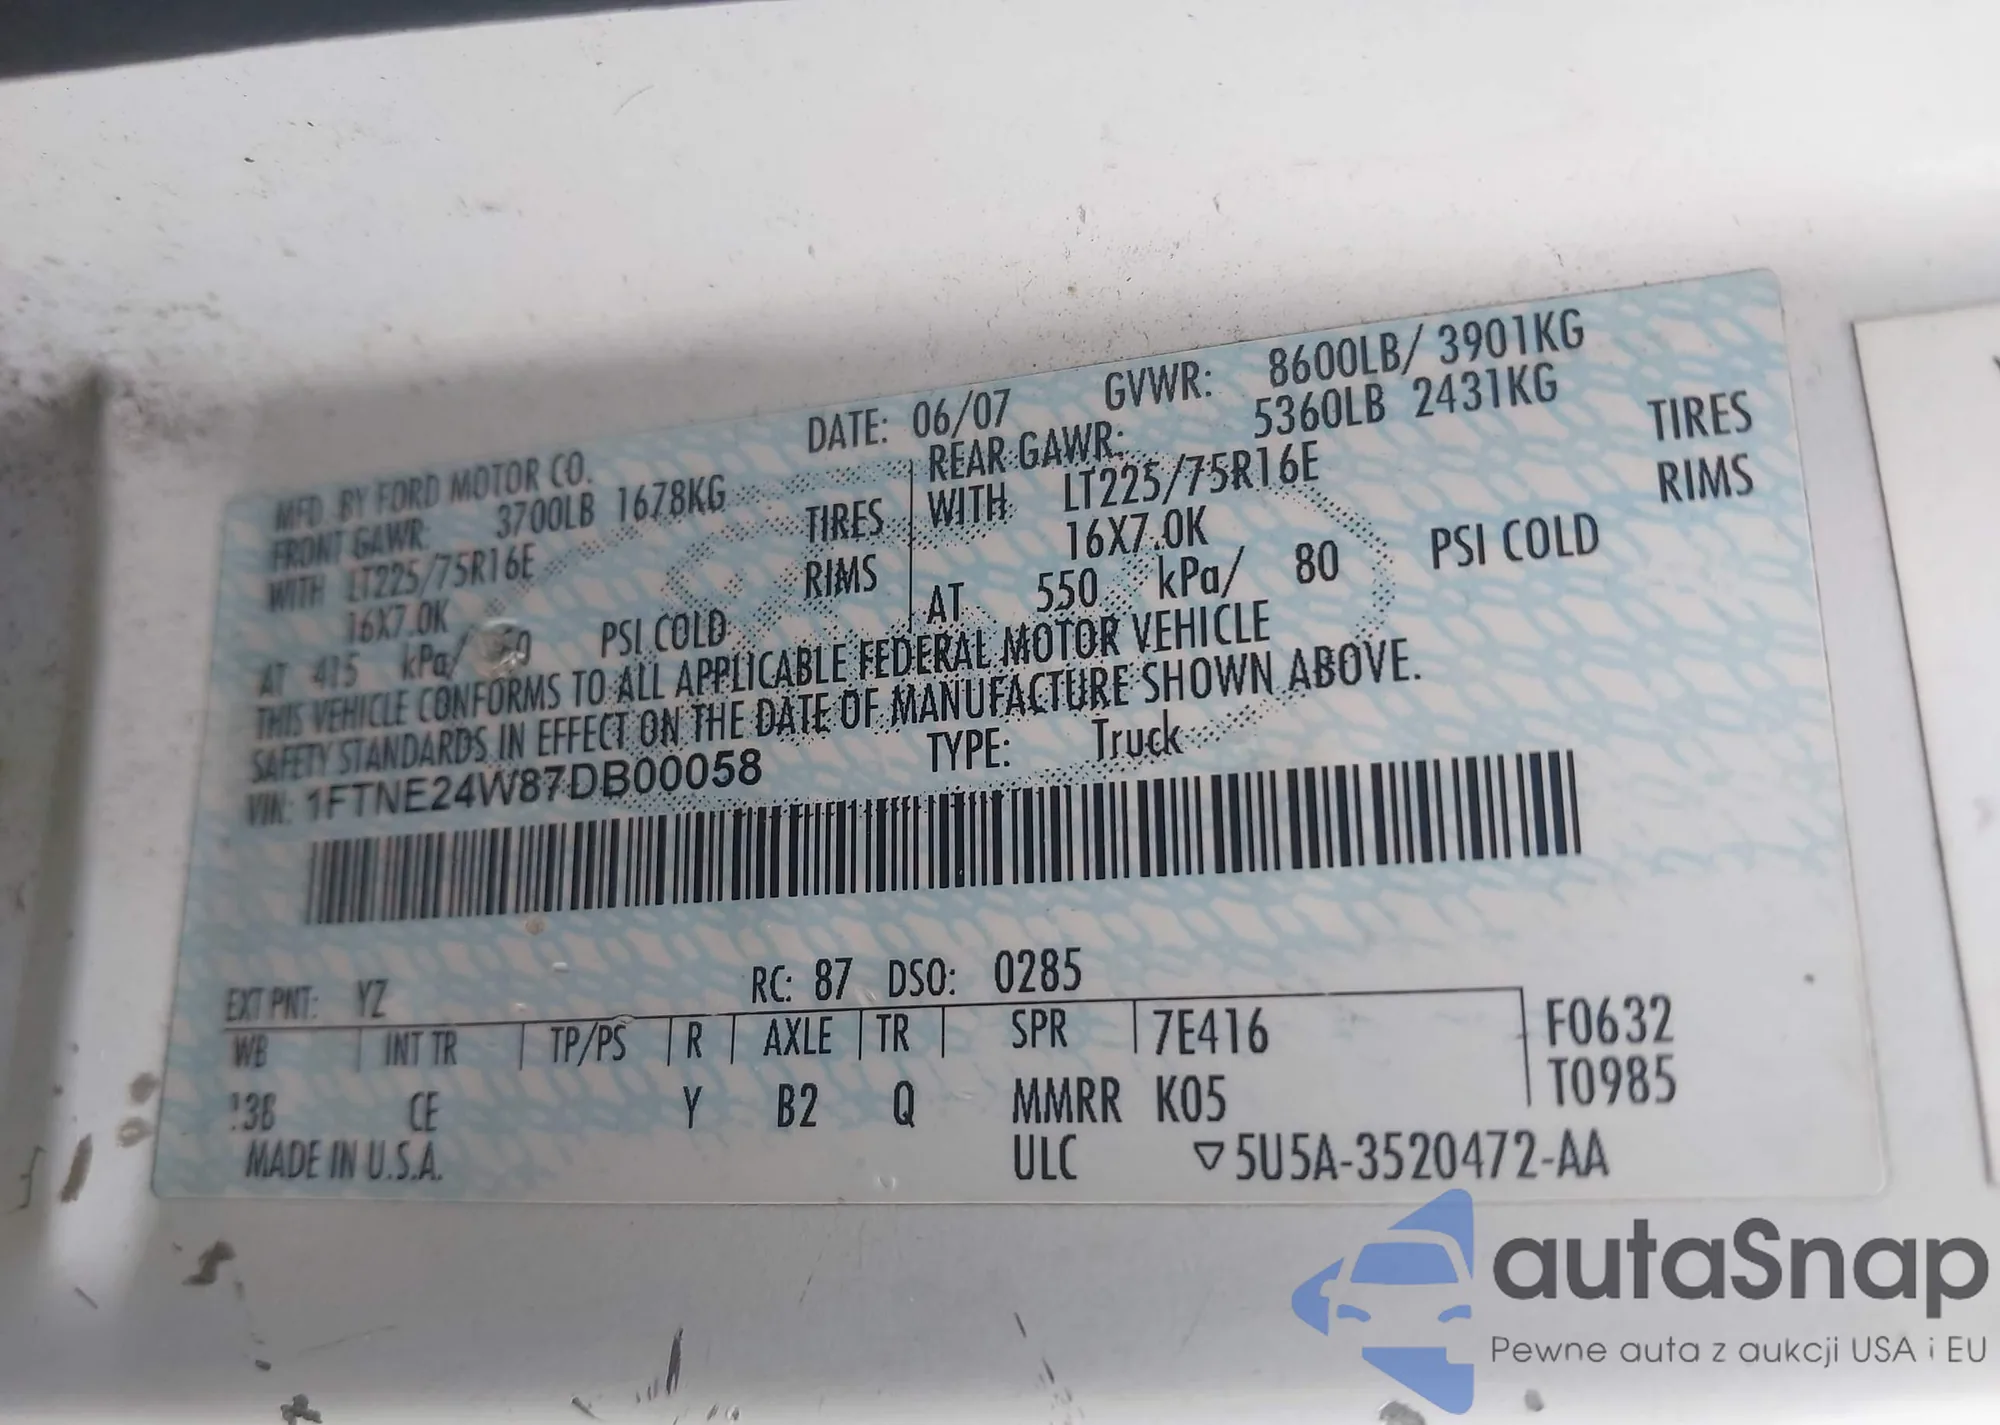 MFD. BY FORD MOTOR CO. DATE: 06/07 GVWR: 8600LB/ 3901KG
FRONT GAWR: 3700LB 1678KG REAR GAWR: 5360LB 2431KG
WITH LT225/75R16E TIRES WITH LT225/75R16E TIRES
16X7.0K RIMS 16X7.0K RIMS
AT 415 kPa/ PSI COLD AT 550 kPa/ 80 PSI COLD
THIS VEHICLE CONFORMS TO ALL APPLICABLE FEDERAL MOTOR VEHICLE
SAFETY STANDARDS IN EFFECT ON THE DATE OF MANUFACTURE SHOWN ABOVE.
VIN: 1FTNE24W87DB00058 TYPE: Truck
EXT PNT: YZ RC: 87 DSO: 0285
WB INT TR TP/PS R AXLE TR SPR 7E416 F0632
CE Y B2 Q MMRR K05 T0985
MADE IN U.S.A. ULC ▽5U5A-3520472-AA
autaSnap
Pewne auta z aukcji USA i EU